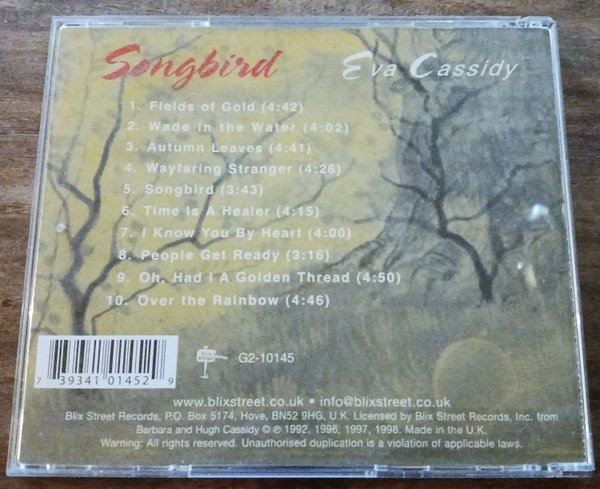 Songbird Eva Cassidy
1. Fields of Gold (4:42)
2. Wade in the Water (4:02)
3. Autumn Leaves (4:41)
4. Wayfaring Stranger (4:26)
5. Songbird (3:43)
6. Time Is A Healer (4:15)
7. I Know You By Heart (4:00)
8. People Get Ready (3:16)
9. Oh, Had I A Golden Thread (4:50)
10. Over the Rainbow (4:46)
7 39341 01452 9
G2-10145
www.blixstreet.co.uk • info@blixstreet.co.uk
Blix Street Records, P.O. Box 5174, Hove, BN52 9HG, U.K. Licensed by Blix Street Records, Inc. from
Barbara and Hugh Cassidy © ℗ 1992, 1996, 1997, 1998. Made in the U.K.
Warning: All rights reserved. Unauthorised duplication is a violation of applicable laws.